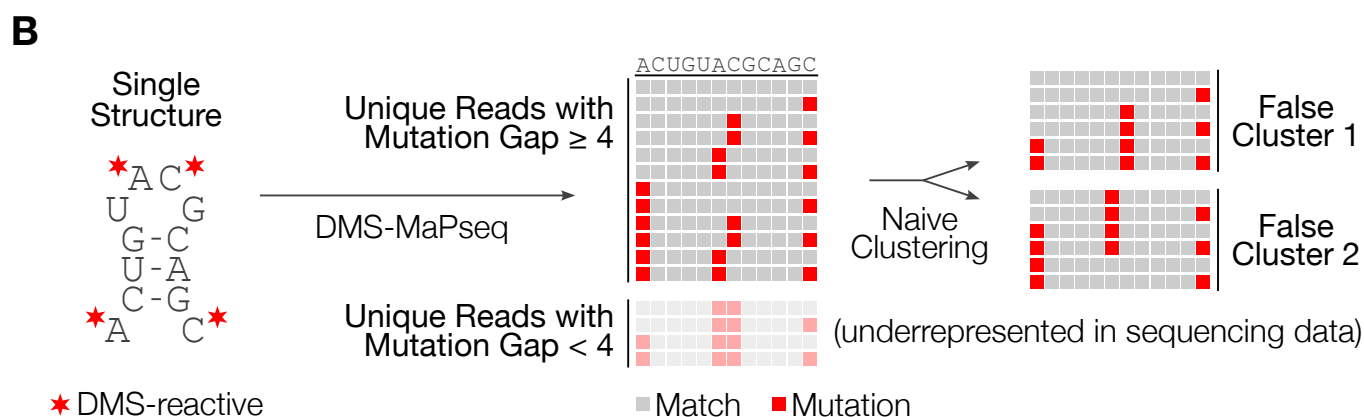 B
Single
Structure
A C
U G
G - C
U - A
C - G
A C
DMS-reactive
DMS-MaPseq
Unique Reads with
Mutation Gap ≥ 4
ACUGUACGCAGC
Unique Reads with
Mutation Gap < 4
Match Mutation
Naive
Clustering
False
Cluster 1
False
Cluster 2
(underrepresented in sequencing data)